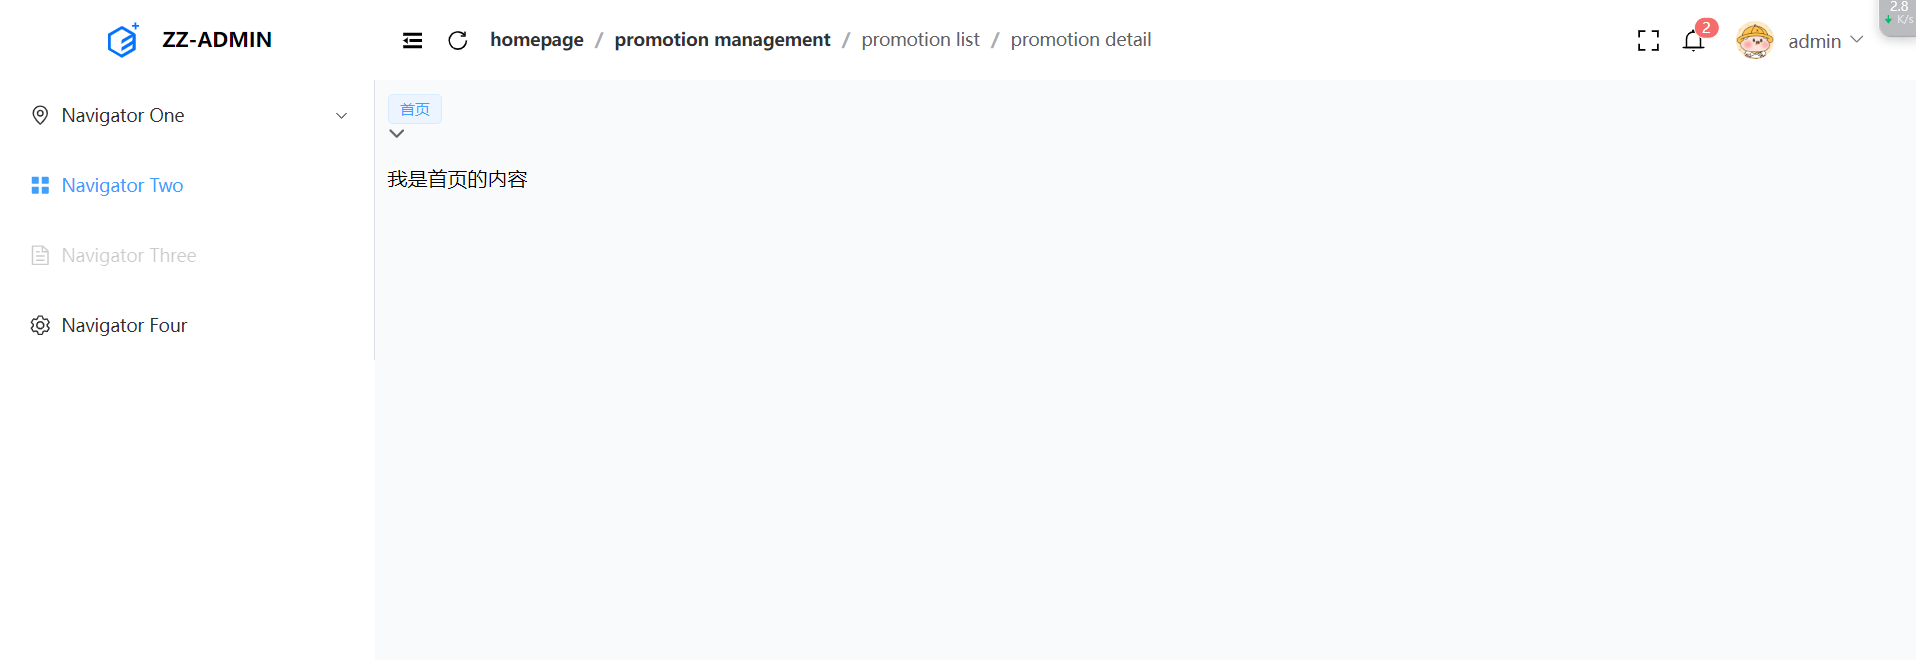 ZZ-ADMIN
homepage / promotion management / promotion list / promotion detail
2
admin
2.8
K/s
Navigator One
Navigator Two
Navigator Three
Navigator Four
首页
我是首页的内容